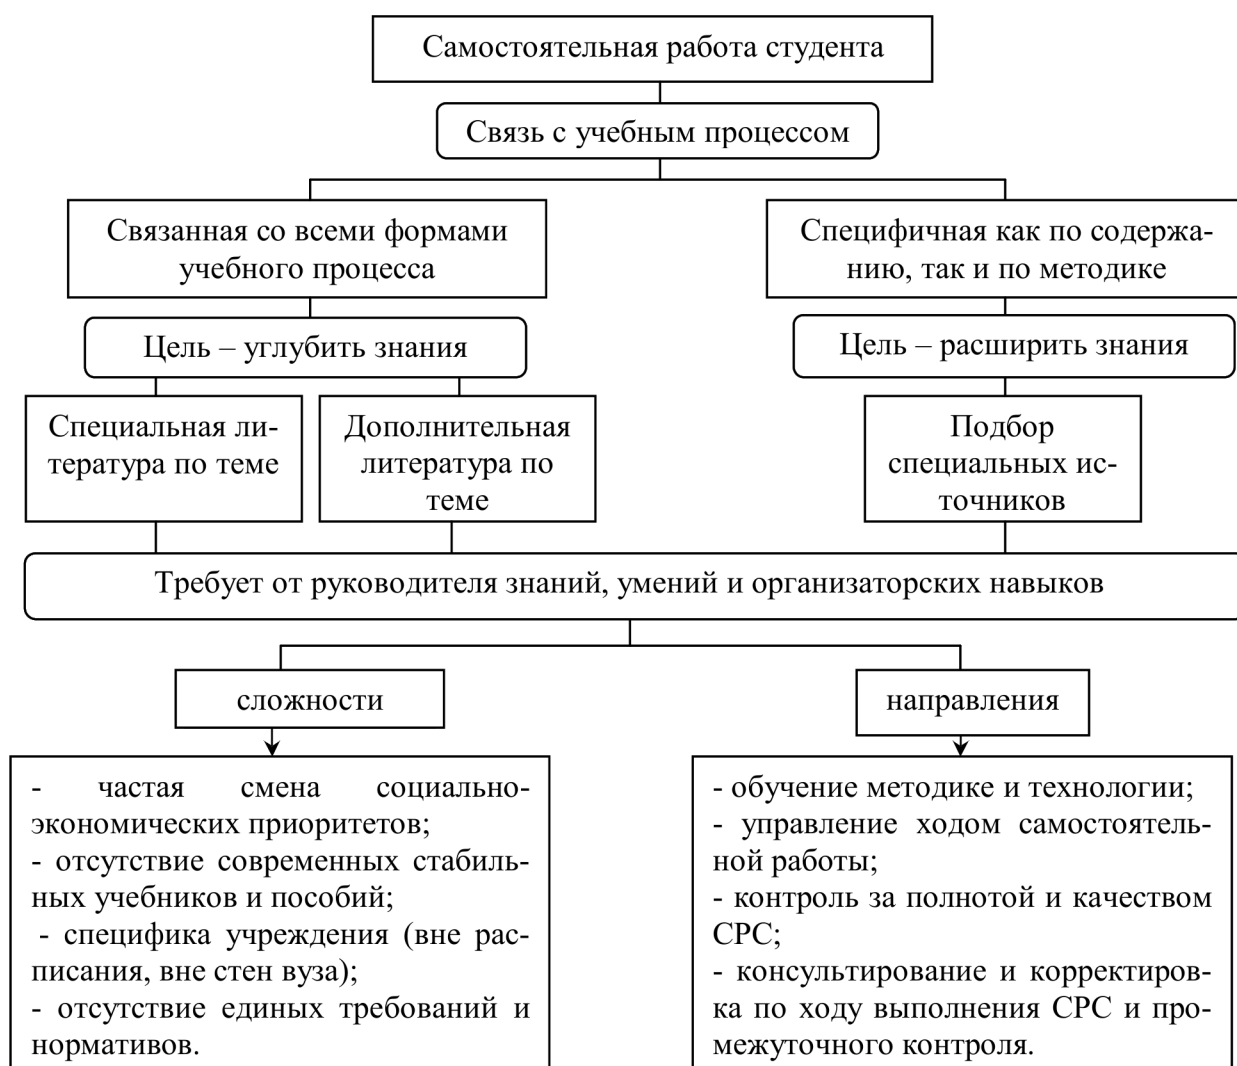 Самостоятельная работа студента
Связь с учебным процессом
Связанная со всеми формами
учебного процесса
Специфичная как по содержа-
нию, так и по методике
Цель – углубить знания
Цель – расширить знания
Специальная ли-
тература по теме
Дополнительная
литература по
теме
Подбор
специальных ис-
точников
Требует от руководителя знаний, умений и организаторских навыков
сложности
направления
- частая смена социально-
экономических приоритетов;
- отсутствие современных стабиль-
ных учебников и пособий;
- специфика учреждения (вне рас-
писания, вне стен вуза);
- отсутствие единых требований и
нормативов.
- обучение методике и технологии;
- управление ходом самостоятель-
ной работы;
- контроль за полнотой и качеством
СРС;
- консультирование и корректиров-
ка по ходу выполнения СРС и про-
межуточного контроля.